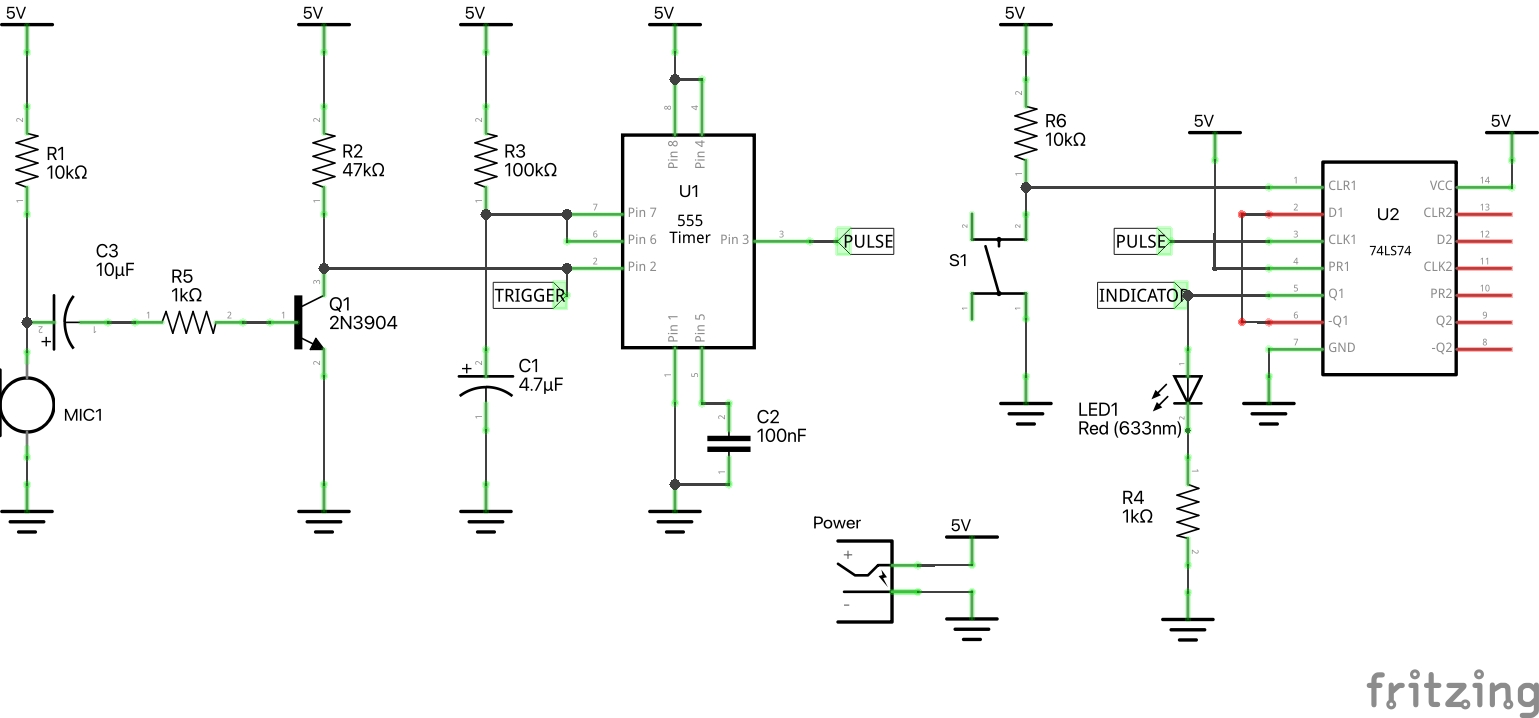 5V
5V
5V
5V
5V
5V
5V
2
R1
10kΩ
1
2
R2
47kΩ
1
2
R3
100kΩ
1
8
4
Pin 8
Pin 4
U1
555
Timer
7
Pin 7
6
Pin 6
2
Pin 2
Pin 3
3
PULSE
Pin 1
Pin 5
1
5
TRIGGER
C3
10µF
2
1
+
R5
1kΩ
1
2
1
3
Q1
2N3904
2
MIC1
+
2
C1
4.7µF
1
2
C2
100nF
1
2
R6
10kΩ
1
2
2
S1
1
1
PULSE
INDICATOR
1
CLR1
2
D1
3
CLK1
4
PR1
5
Q1
6
-Q1
7
GND
U2
74LS74
VCC
14
CLR2
13
D2
12
CLK2
11
PR2
10
Q2
9
-Q2
8
1
LED1
Red (633nm)
2
1
R4
1kΩ
2
Power
+
-
5V
fritzing